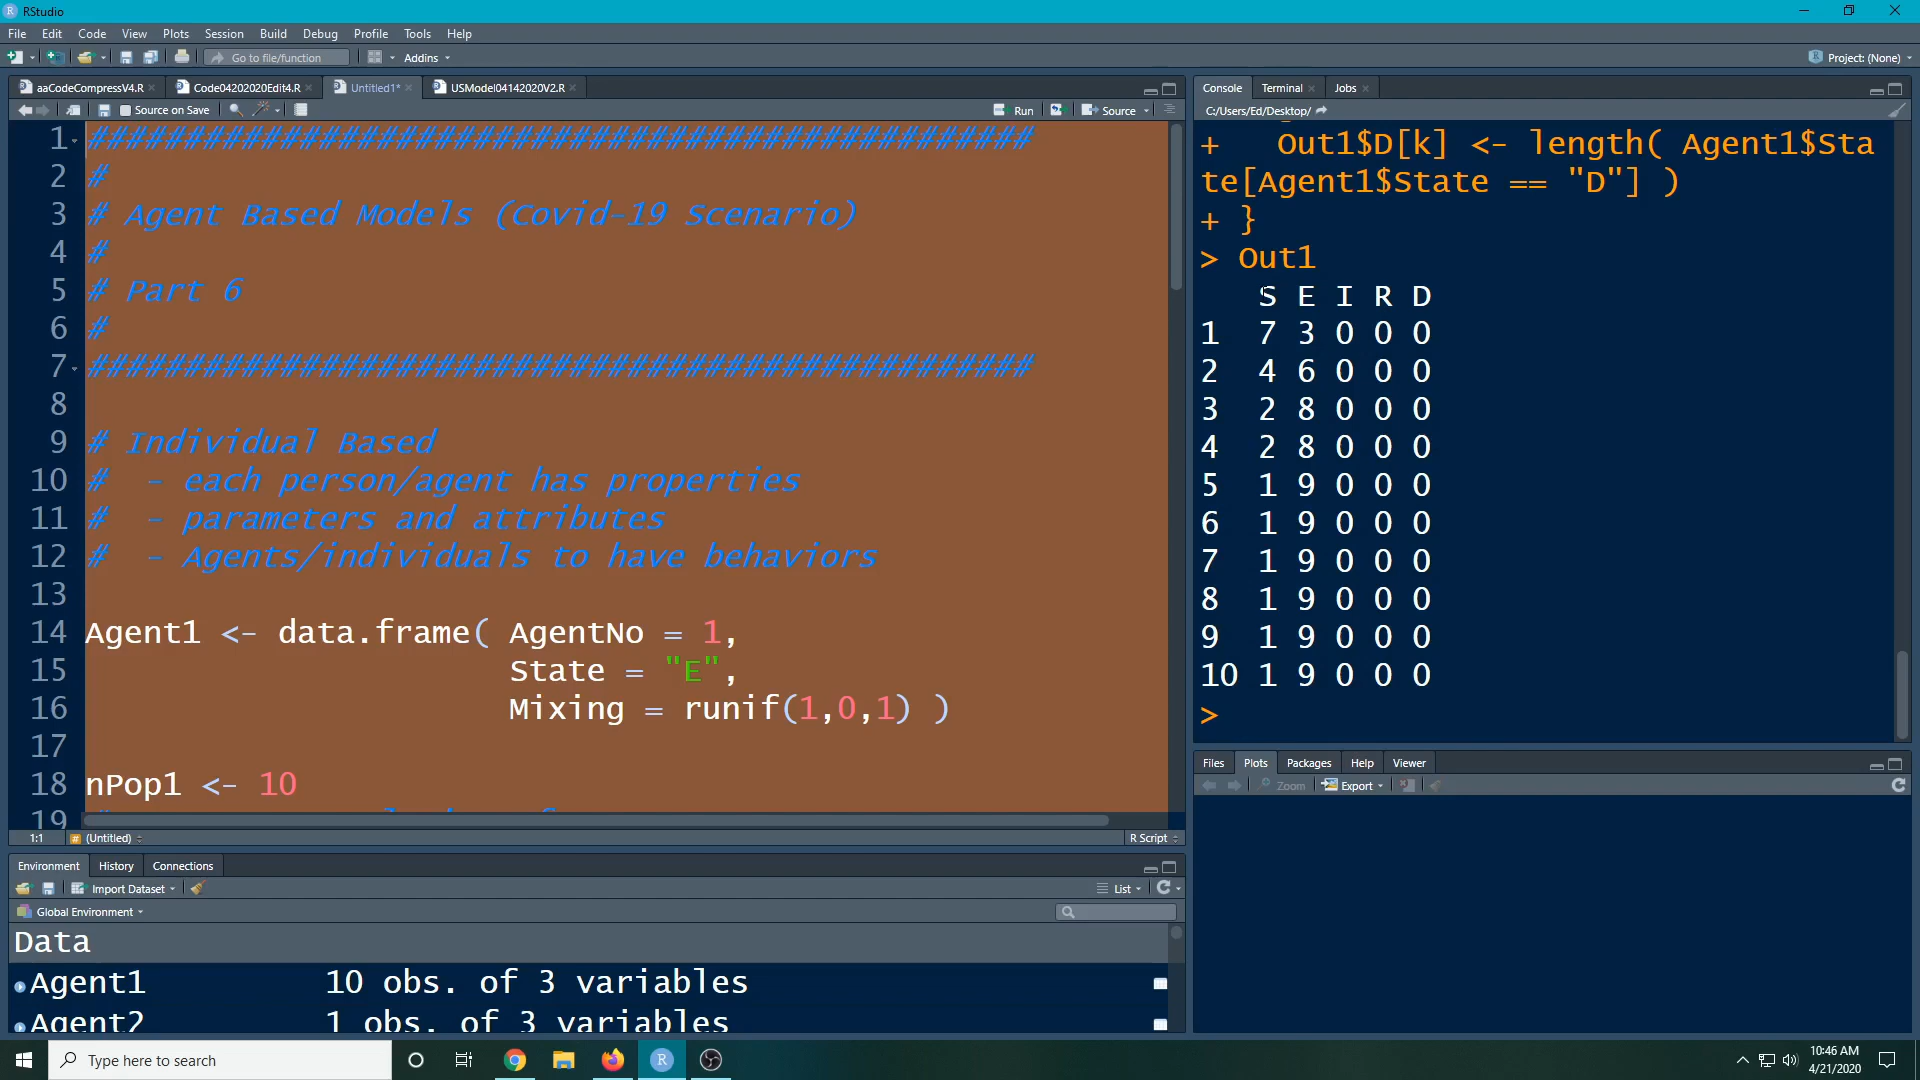 RStudio
File Edit Code View Plots Session Build Debug Profile Tools Help
Go to file/function Addins Project: (None)
aaCodeCompressV4.R Code04202020Edit4.R Untitled1* USModel04142020V2.R
Source on Save Run Source
1 #################################################
2 #
3 # Agent Based Models (Covid-19 Scenario)
4 #
5 # Part 6
6 #
7 #################################################
8
9 # Individual Based
10 # - each person/agent has properties
11 # - parameters and attributes
12 # - Agents/individuals to have behaviors
13
14 Agent1 <- data.frame( AgentNo = 1,
15 State = "E",
16 Mixing = runif(1,0,1) )
17
18 nPop1 <- 10
19
1:1 (Untitled) R Script
Environment History Connections
Import Dataset List
Global Environment
Data
Agent1 10 obs. of 3 variables
Agent2 1 obs. of 3 variables
Console Terminal Jobs
C:/Users/Ed/Desktop/
+ Out1$D[k] <- length( Agent1$Sta
te[Agent1$State == "D"] )
+ }
> Out1
S E I R D
1 7 3 0 0 0
2 4 6 0 0 0
3 2 8 0 0 0
4 2 8 0 0 0
5 1 9 0 0 0
6 1 9 0 0 0
7 1 9 0 0 0
8 1 9 0 0 0
9 1 9 0 0 0
10 1 9 0 0 0
>
Files Plots Packages Help Viewer
Zoom Export
Type here to search
10:46 AM
4/21/2020